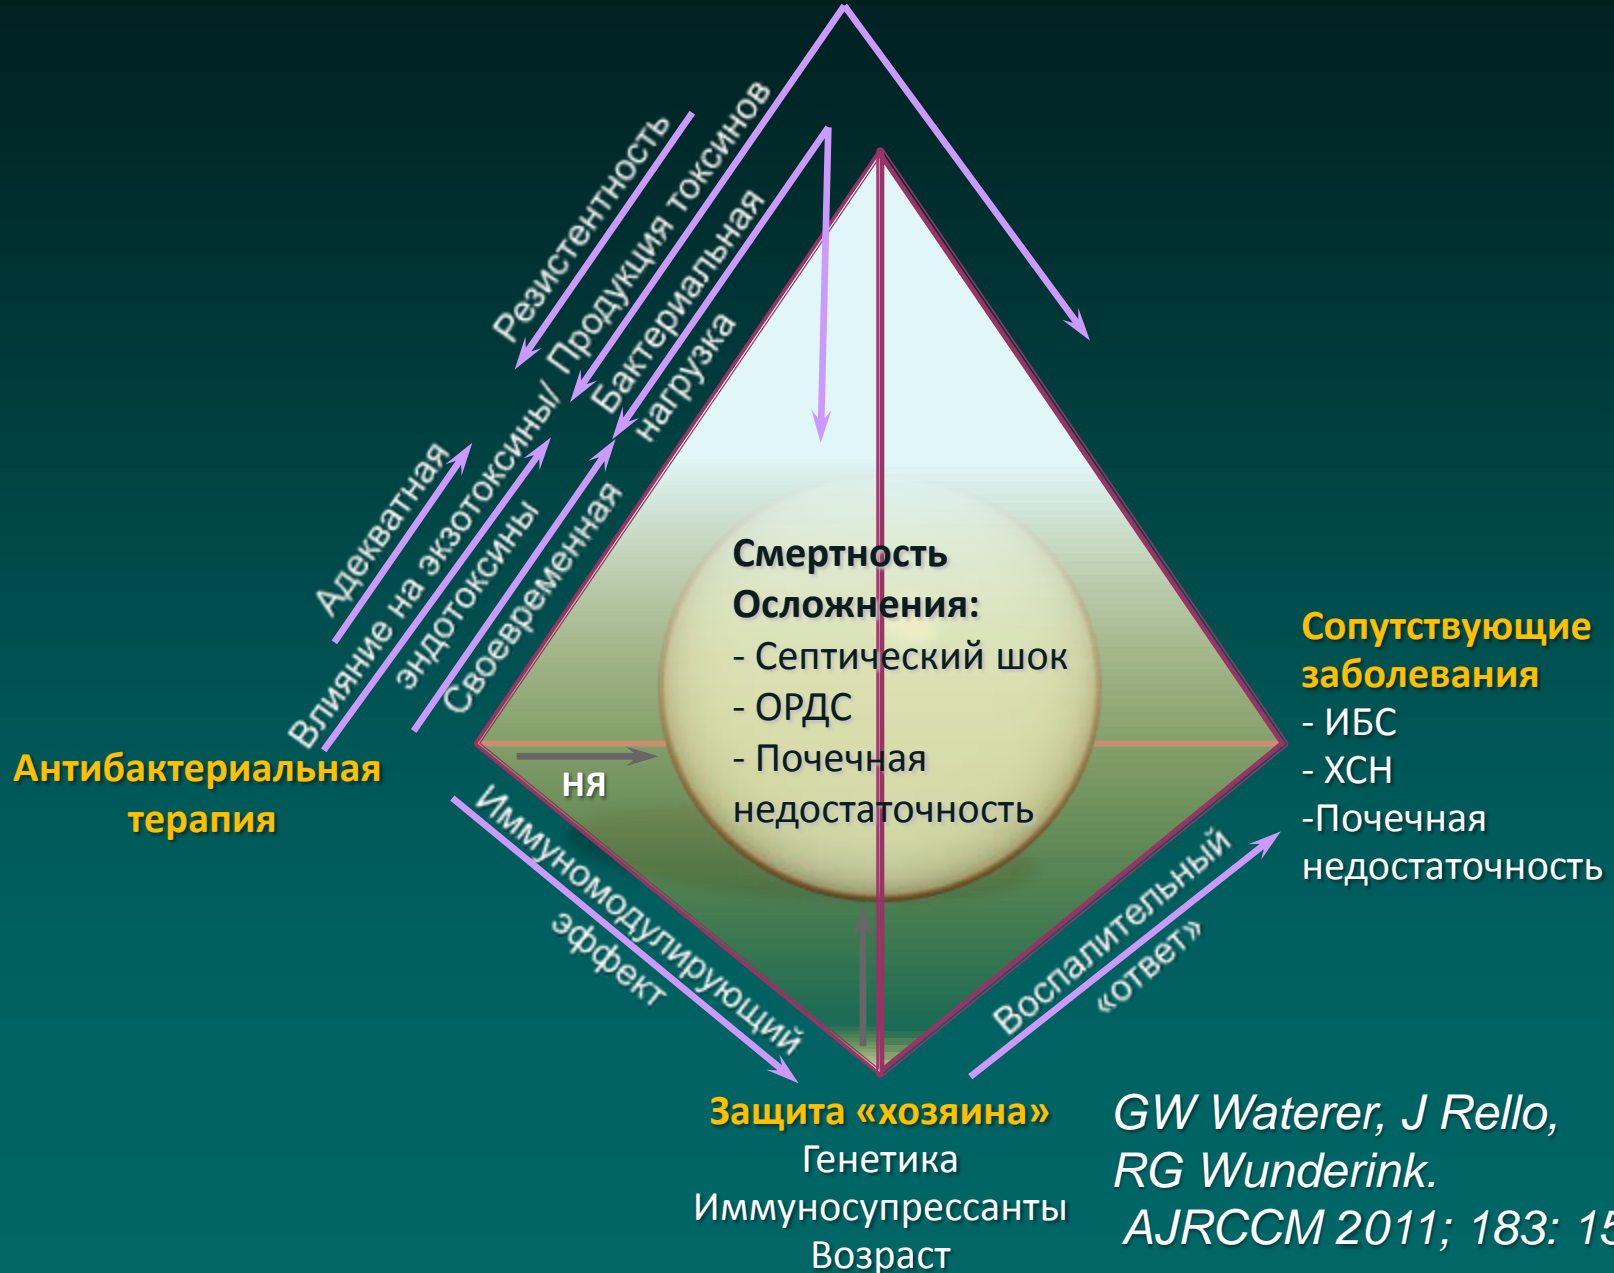 Резистентность
Влияние на экзотоксины/ Продукция токсинов
эндотоксины
Бактериальная
нагрузка
Адекватная
Своевременная
Смертность
Осложнения:
- Септический шок
- ОРДС
- Почечная
недостаточность
Сопутствующие
заболевания
- ИБС
- ХСН
-Почечная
недостаточность
Антибактериальная
терапия
НЯ
Иммуномодулирующий
эффект
Воспалительный
«ответ»
Защита «хозяина»
Генетика
Иммуносупрессанты
Возраст
GW Waterer, J Rello,
RG Wunderink.
AJRCCM 2011; 183: 15